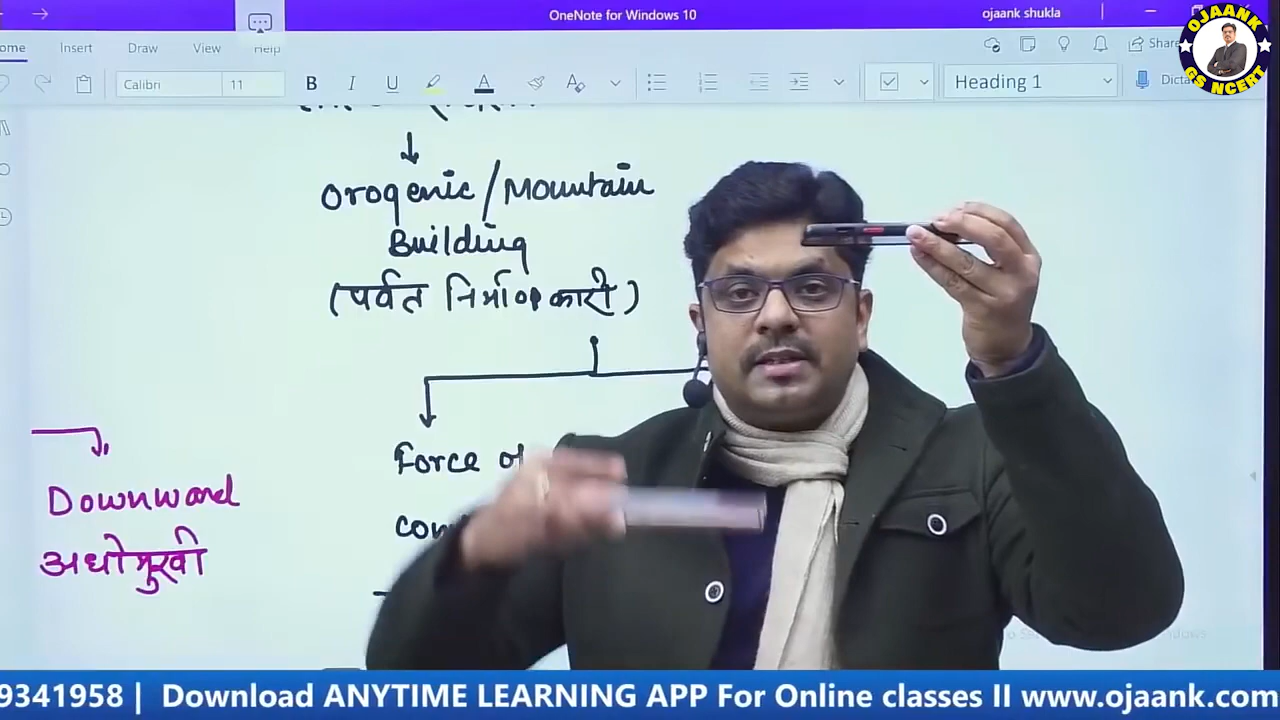 OneNote for Windows 10
ojaank shukla
ome Insert Draw View Help
Share
Calibri 11 B I U A Heading 1 Dicta
OJAANK
GS NCERT
Orogenic/Mountain
Building
(पर्वत निर्माणकारी)
Force of
com
Downward
अधोमुखी
9341958 | Download ANYTIME LEARNING APP For Online classes II www.ojaank.com